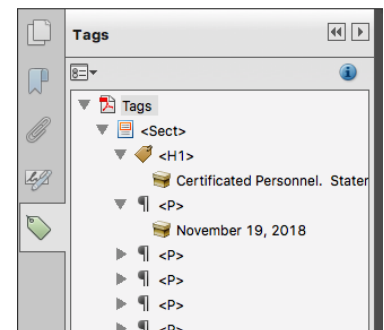 Tags
Tags
<Sect>
<H1>
Certificated Personnel. Stater
<P>
November 19, 2018
<P>
<P>
<P>
<P>